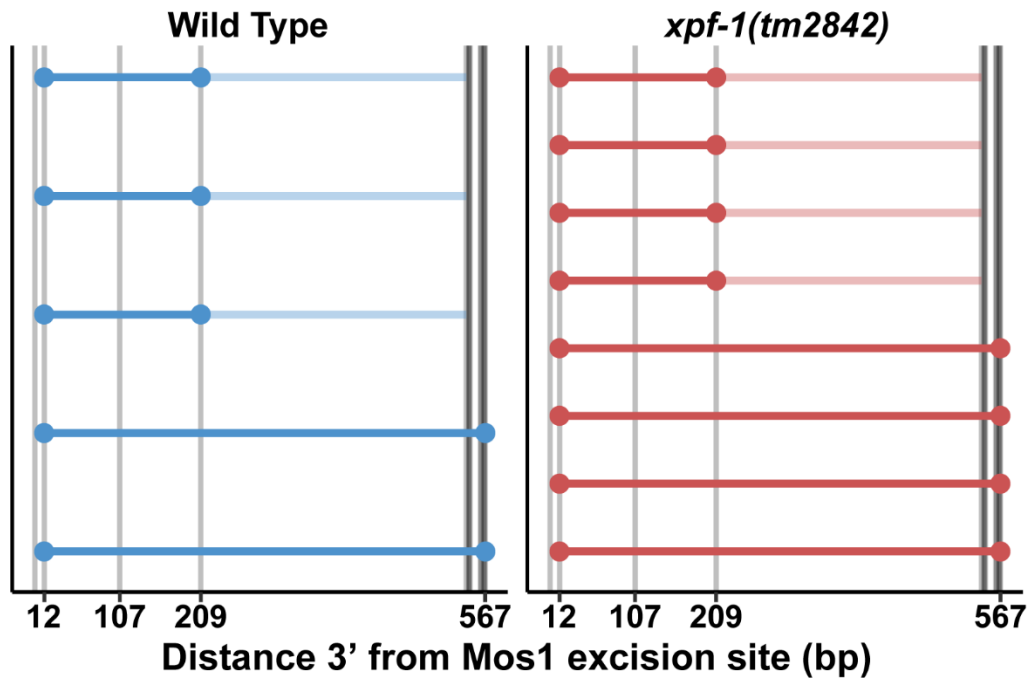 Wild Type
xpf-1(tm2842)
12 107 209 567
12 107 209 567
Distance 3’ from Mos1 excision site (bp)